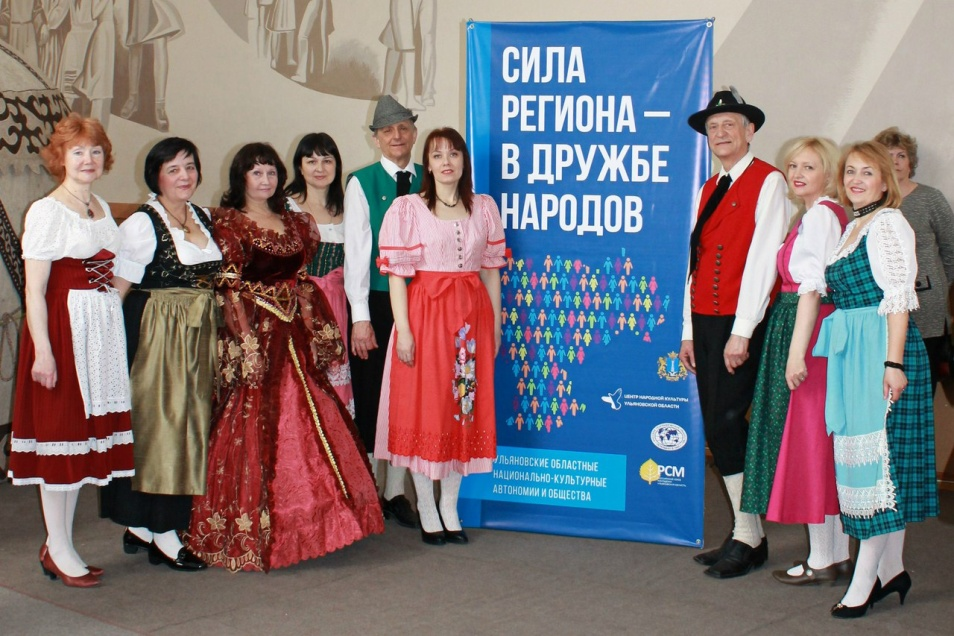 СИЛА
РЕГИОНА –
В ДРУЖБЕ
НАРОДОВ
ЦЕНТР НАРОДНОЙ КУЛЬТУРЫ
УЛЬЯНОВСКОЙ ОБЛАСТИ
РСМ
УЛЬЯНОВСКИЕ ОБЛАСТНЫЕ
НАЦИОНАЛЬНО-КУЛЬТУРНЫЕ
АВТОНОМИИ И ОБЩЕСТВА